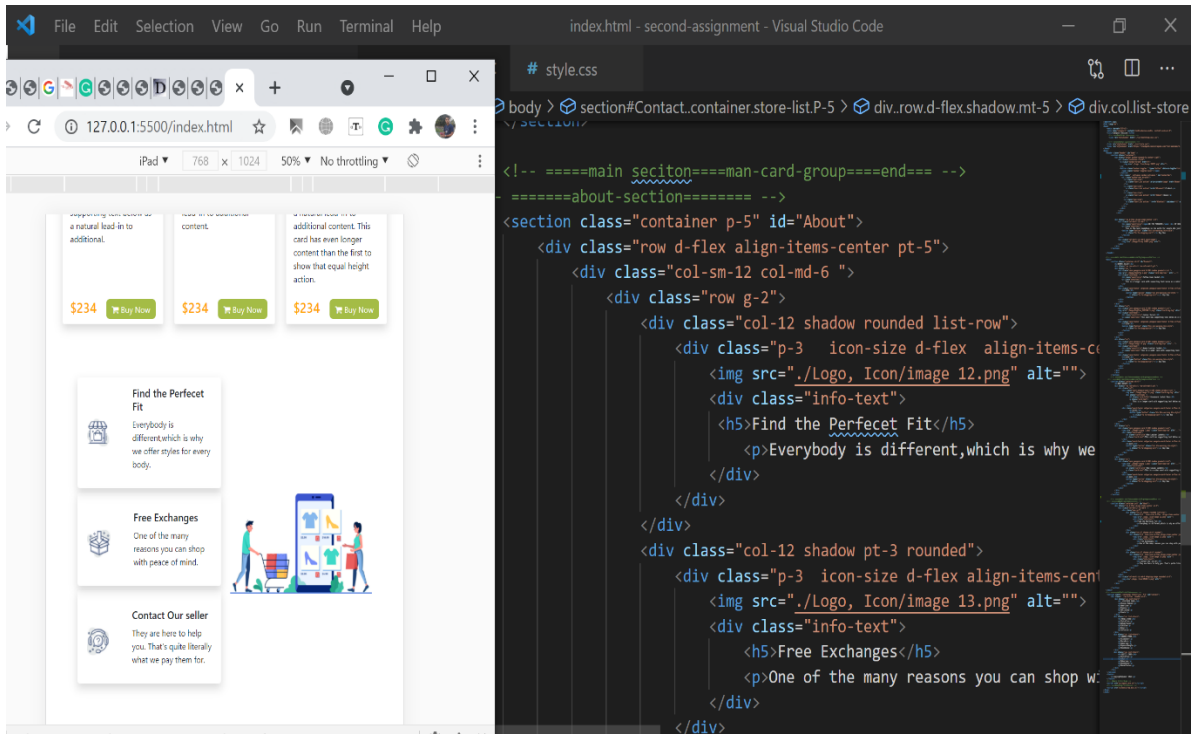 File Edit Selection View Go Run Terminal Help
index.html - second-assignment - Visual Studio Code
# style.css
127.0.0.1:5500/index.html
body > section#Contact..container.store-list.P-5 > div..row.d-flex.shadow.mt-5 > div.col.list-store
iPad 768 x 1024 50% No throttling
a natural lead-in to
additional.
content.
a natural lead-in to
additional content. This
card has even longer
content than the first to
show that equal height
action.
$234 Buy Now $234 Buy Now $234 Buy Now
Find the Perfecet
Fit
Everybody is
different,which is why
we offer styles for every
body.
Free Exchanges
One of the many
reasons you can shop
with peace of mind.
Contact Our seller
They are here to help
you. That's quite literally
what we pay them for.
</section>
<!-- =====main seciton====man-card-group====end=== -->
- =======about-section======== -->
<section class="container p-5" id="About">
<div class="row d-flex align-items-center pt-5">
<div class="col-sm-12 col-md-6 ">
<div class="row g-2">
<div class="col-12 shadow rounded list-row">
<div class="p-3   icon-size d-flex  align-items-ce
<img src="./Logo, Icon/image 12.png" alt="">
<div class="info-text">
<h5>Find the Perfecet Fit</h5>
<p>Everybody is different,which is why we
</div>
</div>
</div>
<div class="col-12 shadow pt-3 rounded">
<div class="p-3  icon-size d-flex align-items-cent
<img src="./Logo, Icon/image 13.png" alt="">
<div class="info-text">
<h5>Free Exchanges</h5>
<p>One of the many reasons you can shop wi
</div>
</div>